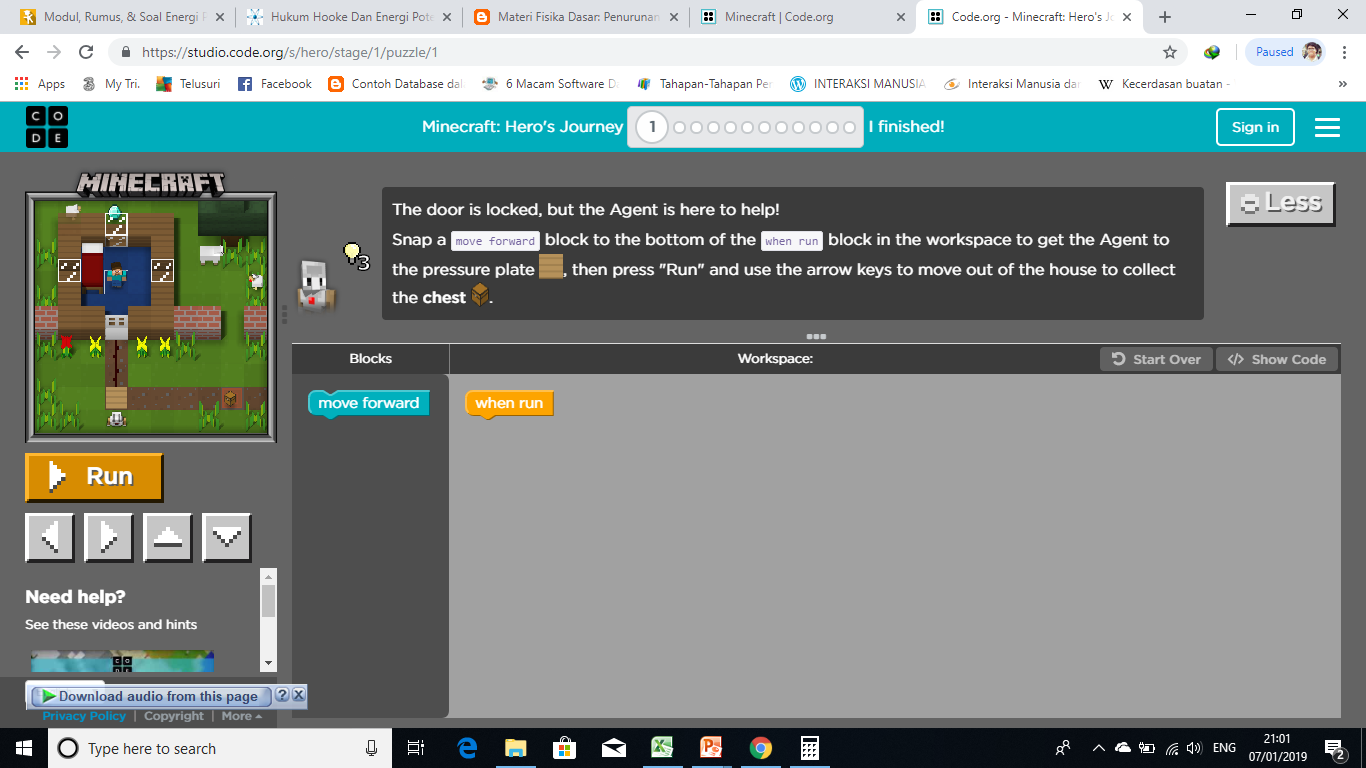 Modul, Rumus, & Soal Energi P
Hukum Hooke Dan Energi Pote
Materi Fisika Dasar: Penurunan
Minecraft | Code.org
Code.org - Minecraft: Hero's Jo
https://studio.code.org/s/hero/stage/1/puzzle/1
Paused
Apps
My Tri.
Telusuri
Facebook
Contoh Database dal
6 Macam Software Da
Tahapan-Tahapan Per
INTERAKSI MANUSIA
Interaksi Manusia dan
Kecerdasan buatan -
C O
D E
Minecraft: Hero's Journey
1
I finished!
Sign in
MINECRAFT
3
The door is locked, but the Agent is here to help!
Snap a move forward block to the bottom of the when run block in the workspace to get the Agent to
the pressure plate , then press "Run" and use the arrow keys to move out of the house to collect
the chest .
Less
Blocks
Workspace:
Start Over
</> Show Code
move forward
when run
Run
Need help?
See these videos and hints
C O
Download audio from this page
Privacy Policy | Copyright | More
Type here to search
ENG
21:01
07/01/2019
2